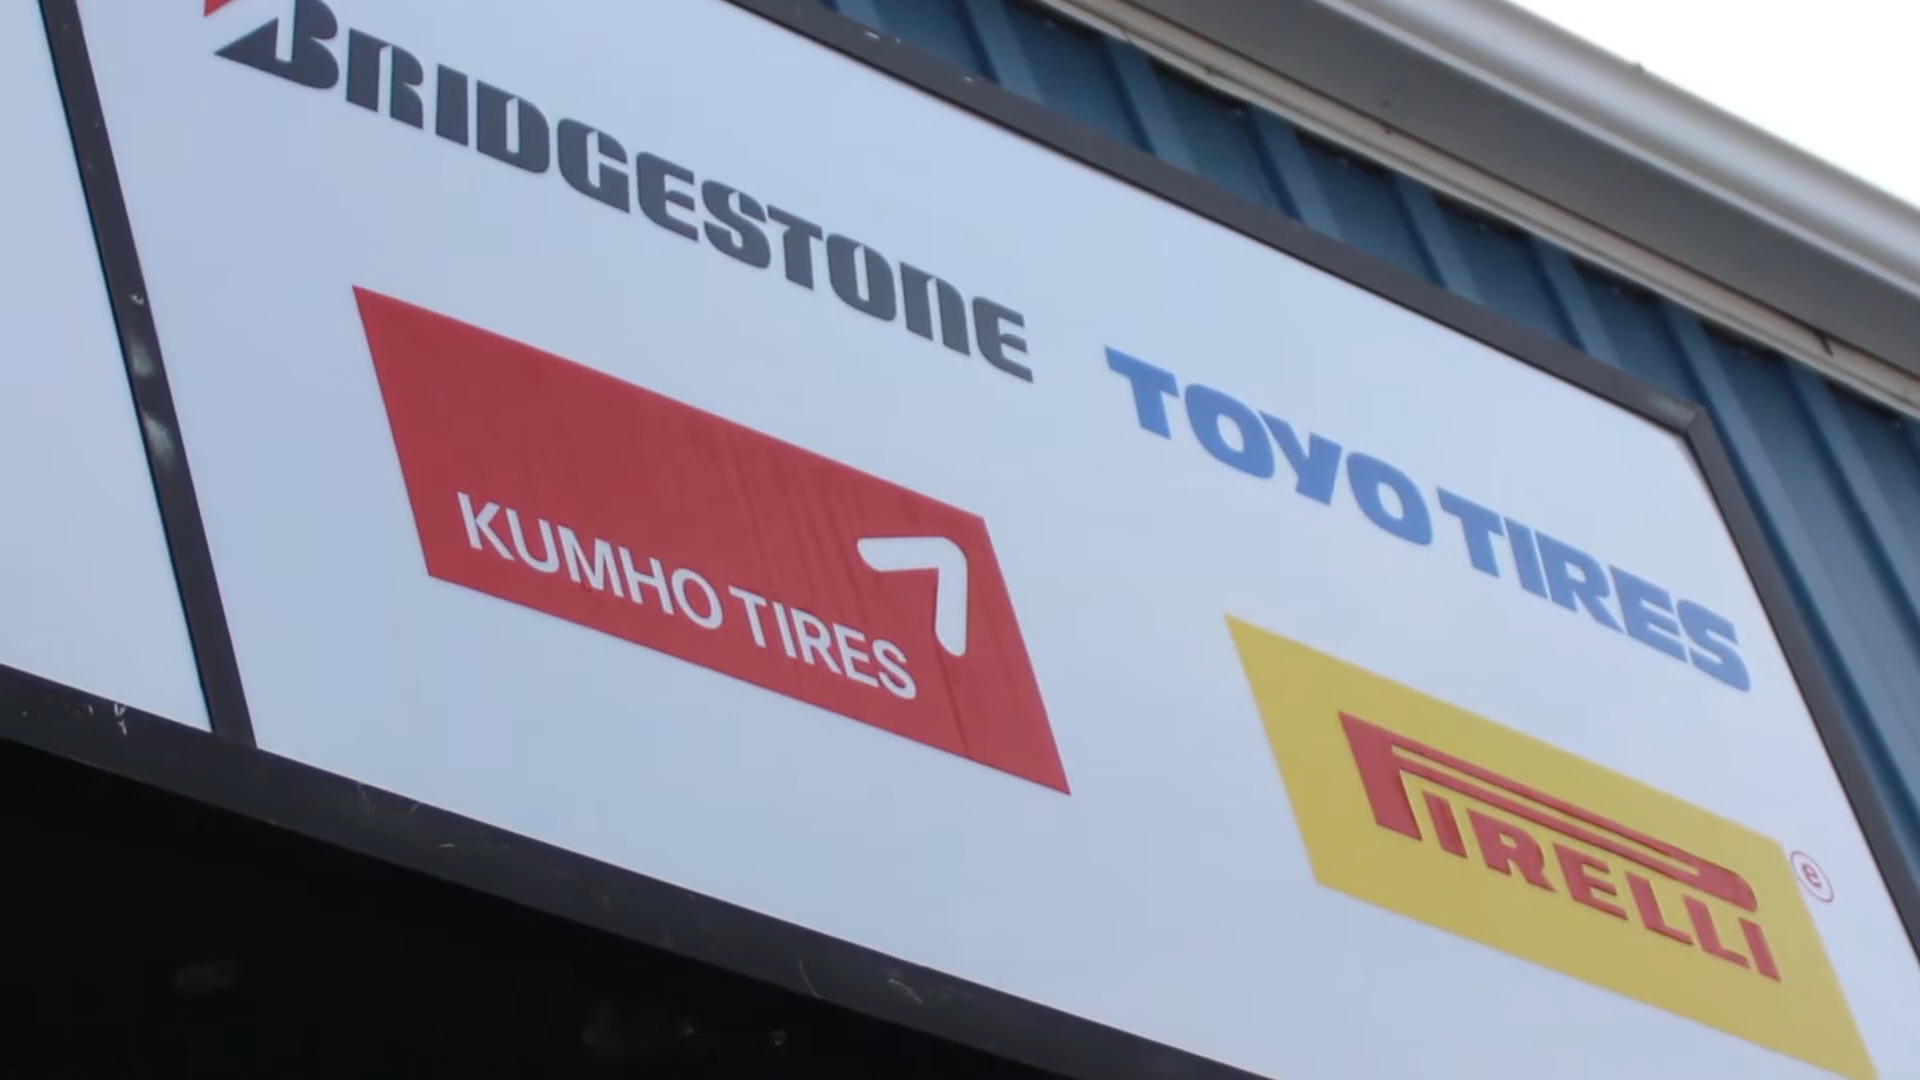 BRIDGESTONE
TOYO TIRES
KUMHO TIRES
PIRELLI
e